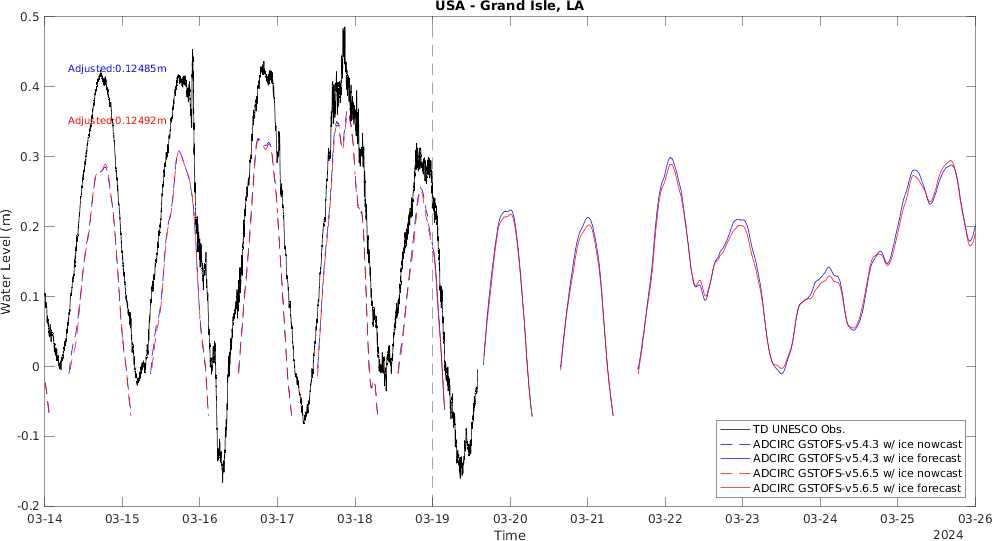 USA - Grand Isle, LA
0.5
0.4
0.3
0.2
0.1
0
-0.1
-0.2
Water Level (m)
Adjusted:0.12485m
Adjusted:0.12492m
TD UNESCO Obs.
ADCIRC GSTOFS-v5.4.3 w/ ice nowcast
ADCIRC GSTOFS-v5.4.3 w/ ice forecast
ADCIRC GSTOFS-v5.6.5 w/ ice nowcast
ADCIRC GSTOFS-v5.6.5 w/ ice forecast
03-14 03-15 03-16 03-17 03-18 03-19 03-20 03-21 03-22 03-23 03-24 03-25 03-26
Time
2024